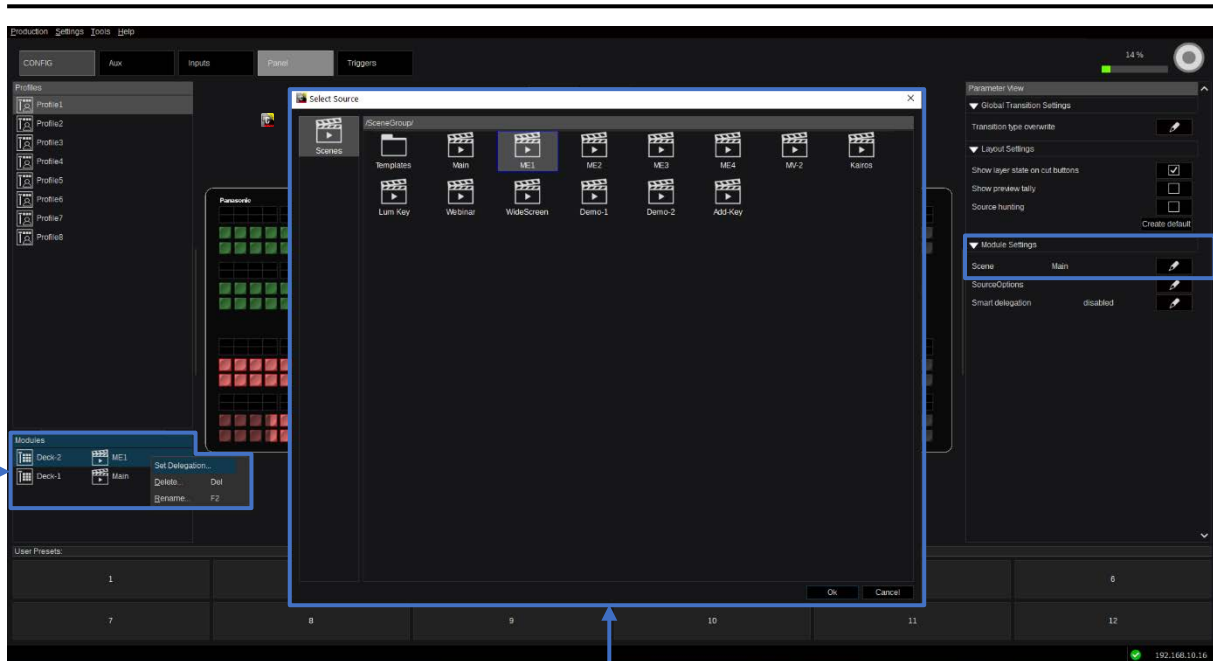 Production Settings Tools Help
CONFIG Aux Inputs Panel Triggers 14 %
Profiles
Profile1
Profile2
Profile3
Profile4
Profile5
Profile6
Profile7
Profile8
Panasonic
Modules
Deck-2 ME1
Deck-1 Main
Set Delegation...
Delete... Del
Rename... F2
Select Source
Scenes
/SceneGroup/
Templates Main ME1 ME2 ME3 ME4 MV-2 Kairos
Lum Key Webinar WideScreen Demo-1 Demo-2 Add-Key
Ok Cancel
Parameter View
Global Transition Settings
Transition type overwrite
Layout Settings
Show layer state on cut buttons
Show preview tally
Source hunting
Create default
Module Settings
Scene Main
SourceOptions
Smart delegation disabled
User Presets:
1 6
7 8 9 10 11 12
192.168.10.16